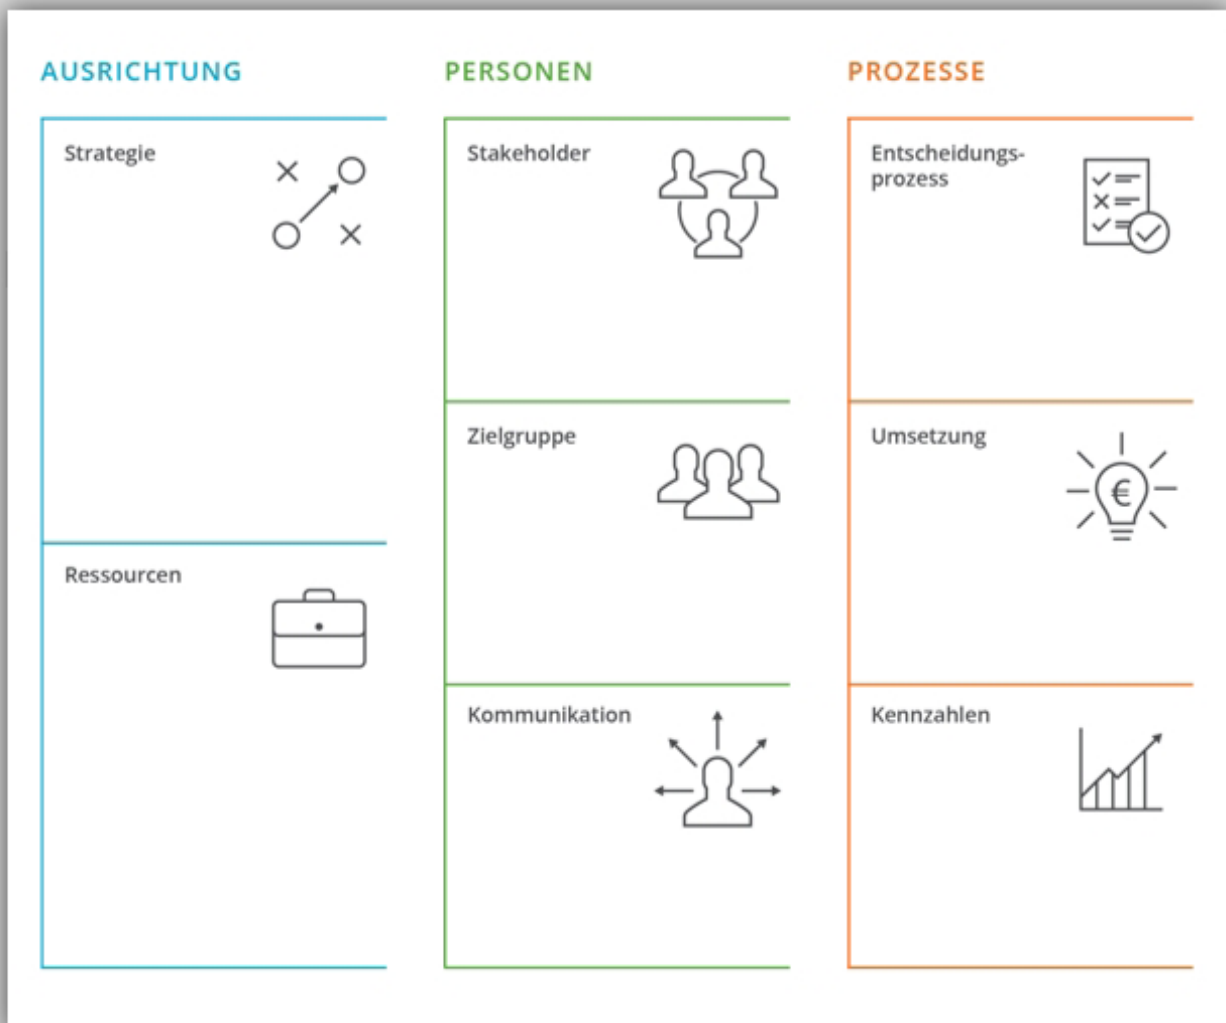 AUSRICHTUNG
Strategie
Ressourcen
PERSONEN
Stakeholder
Zielgruppe
Kommunikation
PROZESSE
Entscheidungs-
prozess
Umsetzung
€
Kennzahlen